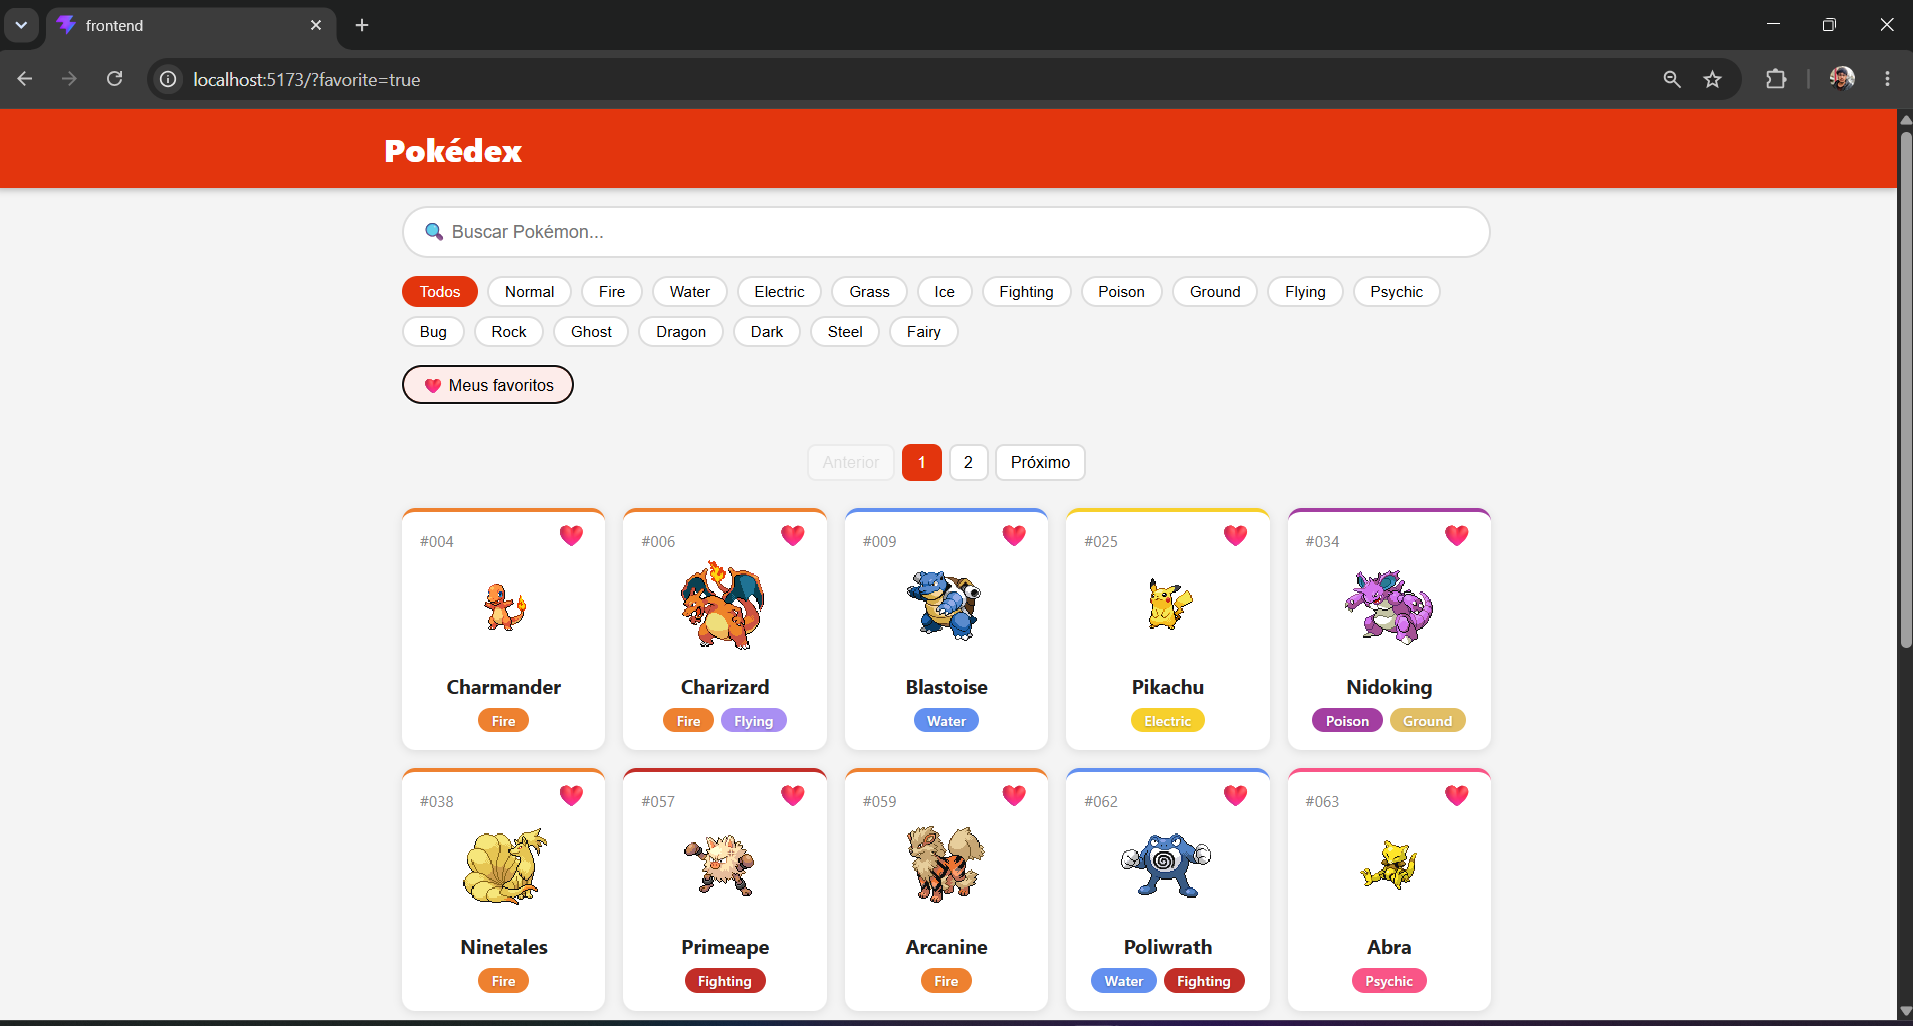 frontend
localhost:5173/?favorite=true
Pokédex
Buscar Pokémon...
Todos Normal Fire Water Electric Grass Ice Fighting Poison Ground Flying Psychic
Bug Rock Ghost Dragon Dark Steel Fairy
Meus favoritos
Anterior 1 2 Próximo
#004 #006 #009 #025 #034
Charmander Charizard Blastoise Pikachu Nidoking
Fire Fire Flying Water Electric Poison Ground
#038 #057 #059 #062 #063
Ninetales Primeape Arcanine Poliwrath Abra
Fire Fighting Fire Water Fighting Psychic